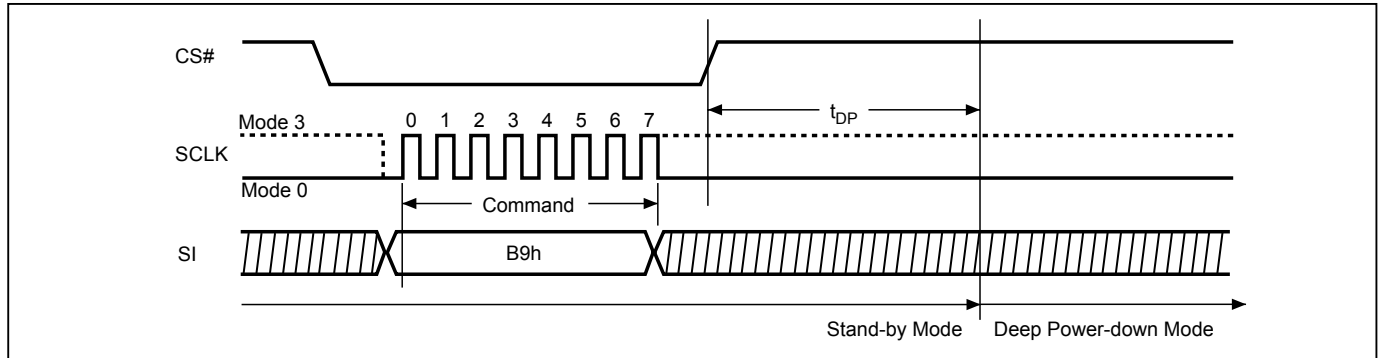 CS#
t_DP
Mode 3
0 1 2 3 4 5 6 7
SCLK
Mode 0
Command
SI
B9h
Stand-by Mode
Deep Power-down Mode